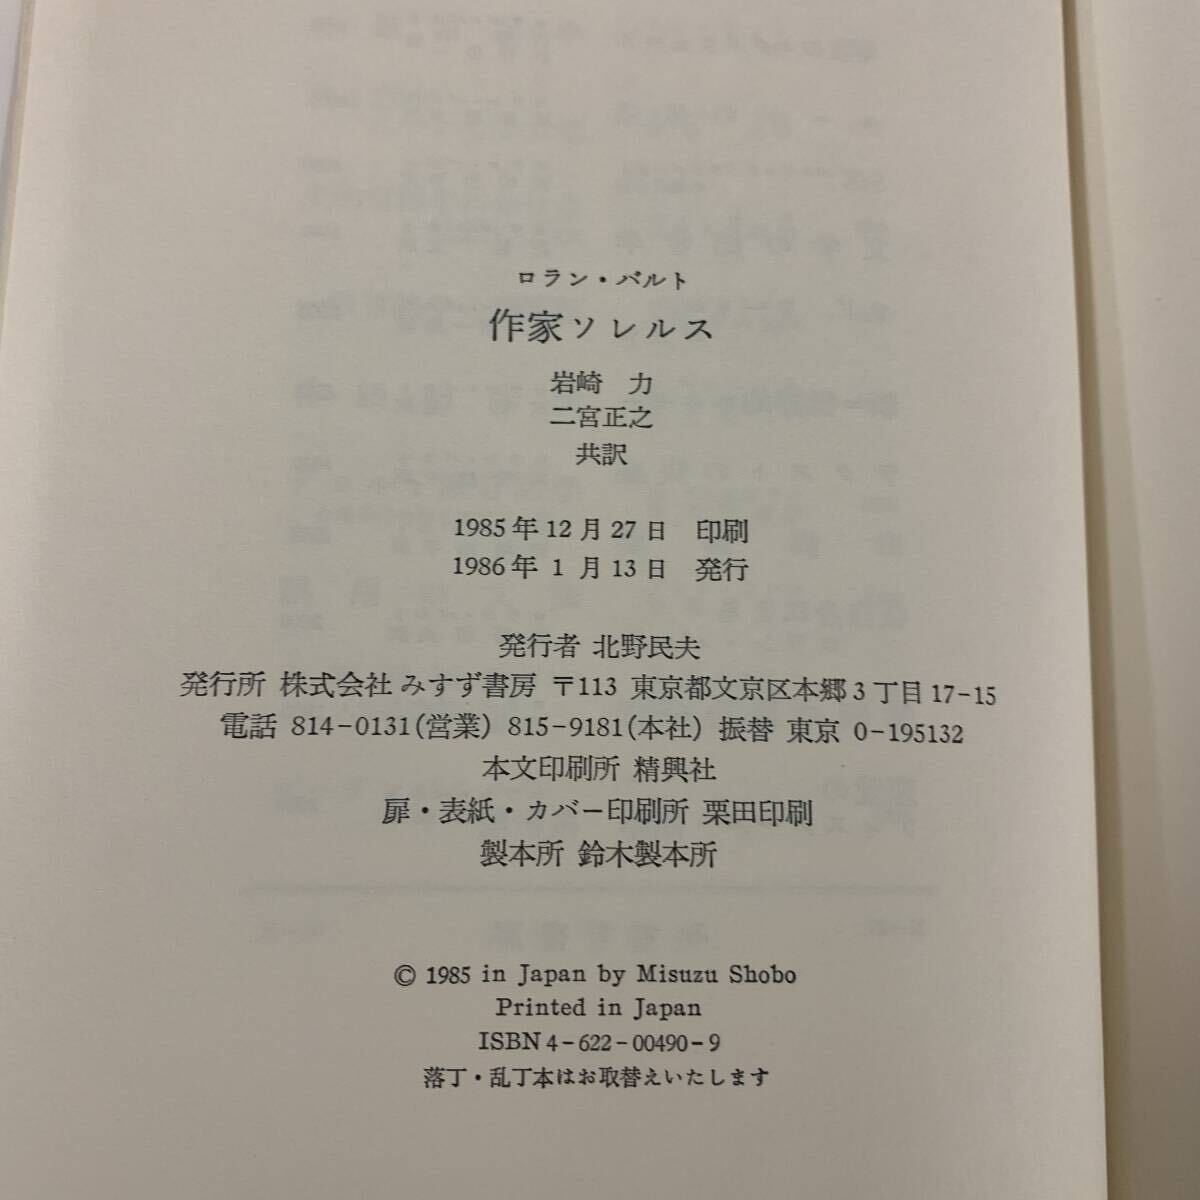 ロラン・バルト
作家ソレルス
岩崎 力
二宮正之
共訳
1985年12月27日 印刷
1986年 1 月13日 発行
発行者 北野民夫
発行所 株式会社 みすず書房 〒113 東京都文京区本郷3丁目17-15
電話 814-0131(営業) 815-9181(本社) 振替 東京 0-195132
本文印刷所 精興社
扉・表紙・カバー印刷所 栗田印刷
製本所 鈴木製本所
© 1985 in Japan by Misuzu Shobo
Printed in Japan
ISBN 4-622-00490-9
落丁・乱丁本はお取替えいたします